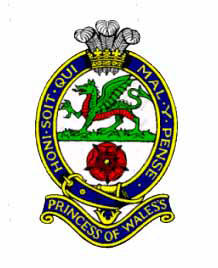 HONI·SOIT·QUI·MAL·Y·PENSE
PRINCESS OF WALES'S